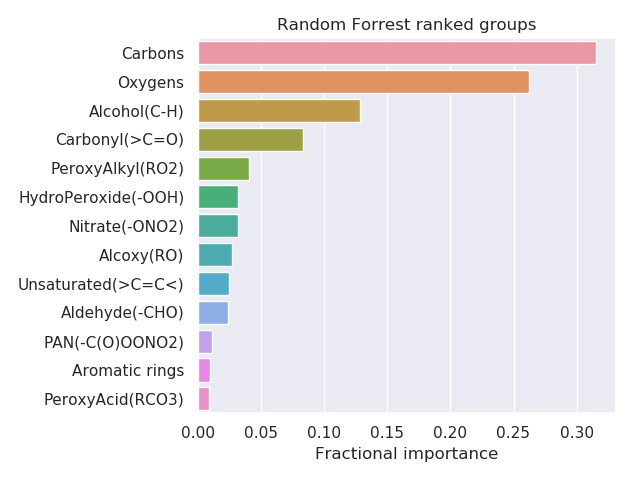 Random Forrest ranked groups
Carbons
Oxygens
Alcohol(C-H)
Carbonyl(>C=O)
PeroxyAlkyl(RO2)
HydroPeroxide(-OOH)
Nitrate(-ONO2)
Alcoxy(RO)
Unsaturated(>C=C<)
Aldehyde(-CHO)
PAN(-C(O)OONO2)
Aromatic rings
PeroxyAcid(RCO3)
0.00 0.05 0.10 0.15 0.20 0.25 0.30
Fractional importance